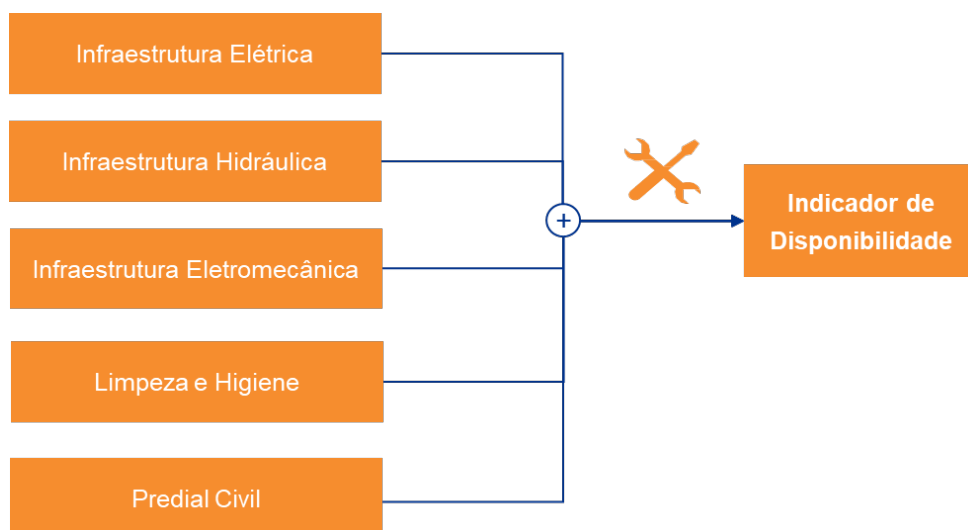 Infraestrutura Elétrica
Infraestrutura Hidráulica
Infraestrutura Eletromecânica
Limpeza e Higiene
Predial Civil
+
Indicador de
Disponibilidade